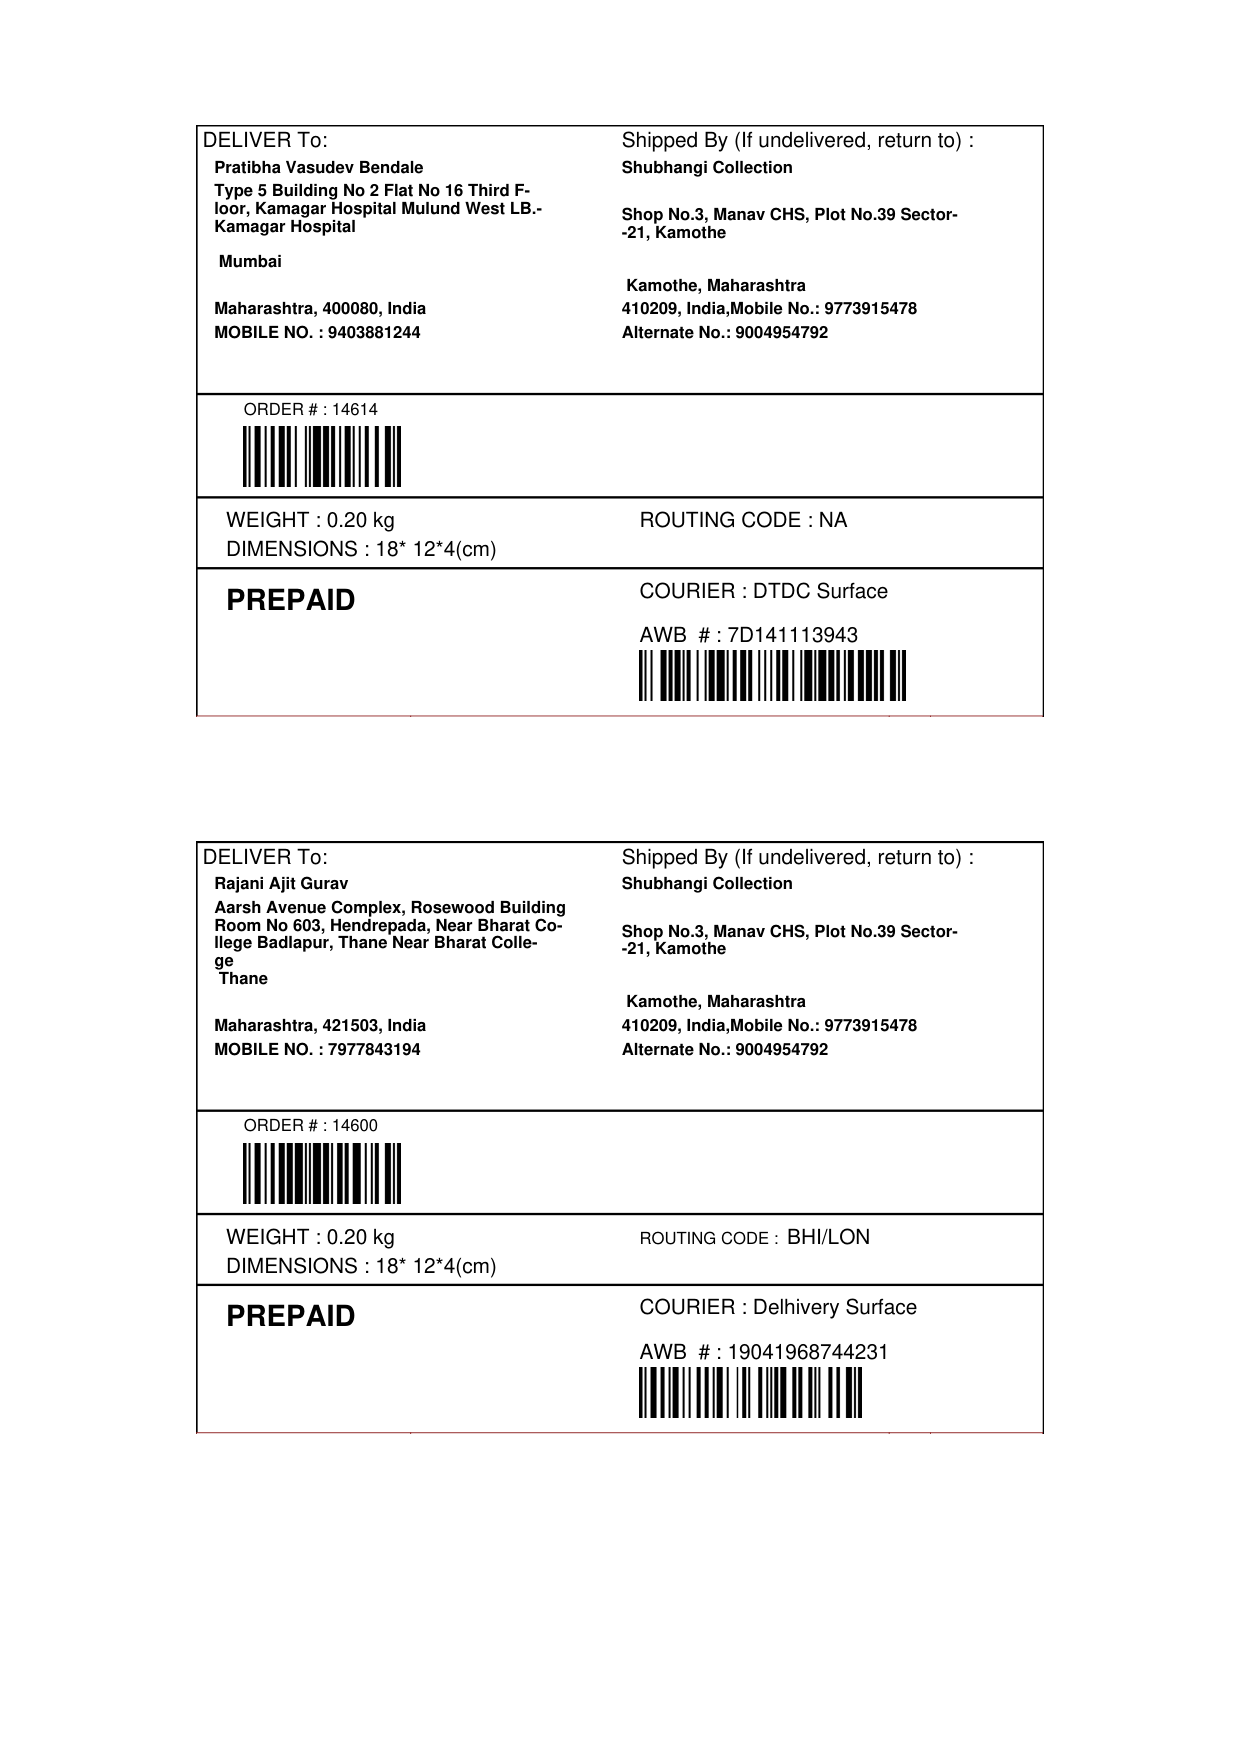 DELIVER To:
Pratibha Vasudev Bendale
Type 5 Building No 2 Flat No 16 Third F-
loor, Kamagar Hospital Mulund West LB.-
Kamagar Hospital
Mumbai
Maharashtra, 400080, India
MOBILE NO. : 9403881244
Shipped By (If undelivered, return to) :
Shubhangi Collection
Shop No.3, Manav CHS, Plot No.39 Sector-
-21, Kamothe
Kamothe, Maharashtra
410209, India,Mobile No.: 9773915478
Alternate No.: 9004954792
ORDER # : 14614
WEIGHT : 0.20 kg
DIMENSIONS : 18* 12*4(cm)
ROUTING CODE : NA
PREPAID
COURIER : DTDC Surface
AWB # : 7D141113943
DELIVER To:
Rajani Ajit Gurav
Aarsh Avenue Complex, Rosewood Building
Room No 603, Hendrepada, Near Bharat Co-
llege Badlapur, Thane Near Bharat Colle-
ge
Thane
Maharashtra, 421503, India
MOBILE NO. : 7977843194
Shipped By (If undelivered, return to) :
Shubhangi Collection
Shop No.3, Manav CHS, Plot No.39 Sector-
-21, Kamothe
Kamothe, Maharashtra
410209, India,Mobile No.: 9773915478
Alternate No.: 9004954792
ORDER # : 14600
WEIGHT : 0.20 kg
DIMENSIONS : 18* 12*4(cm)
ROUTING CODE : BHI/LON
PREPAID
COURIER : Delhivery Surface
AWB # : 19041968744231